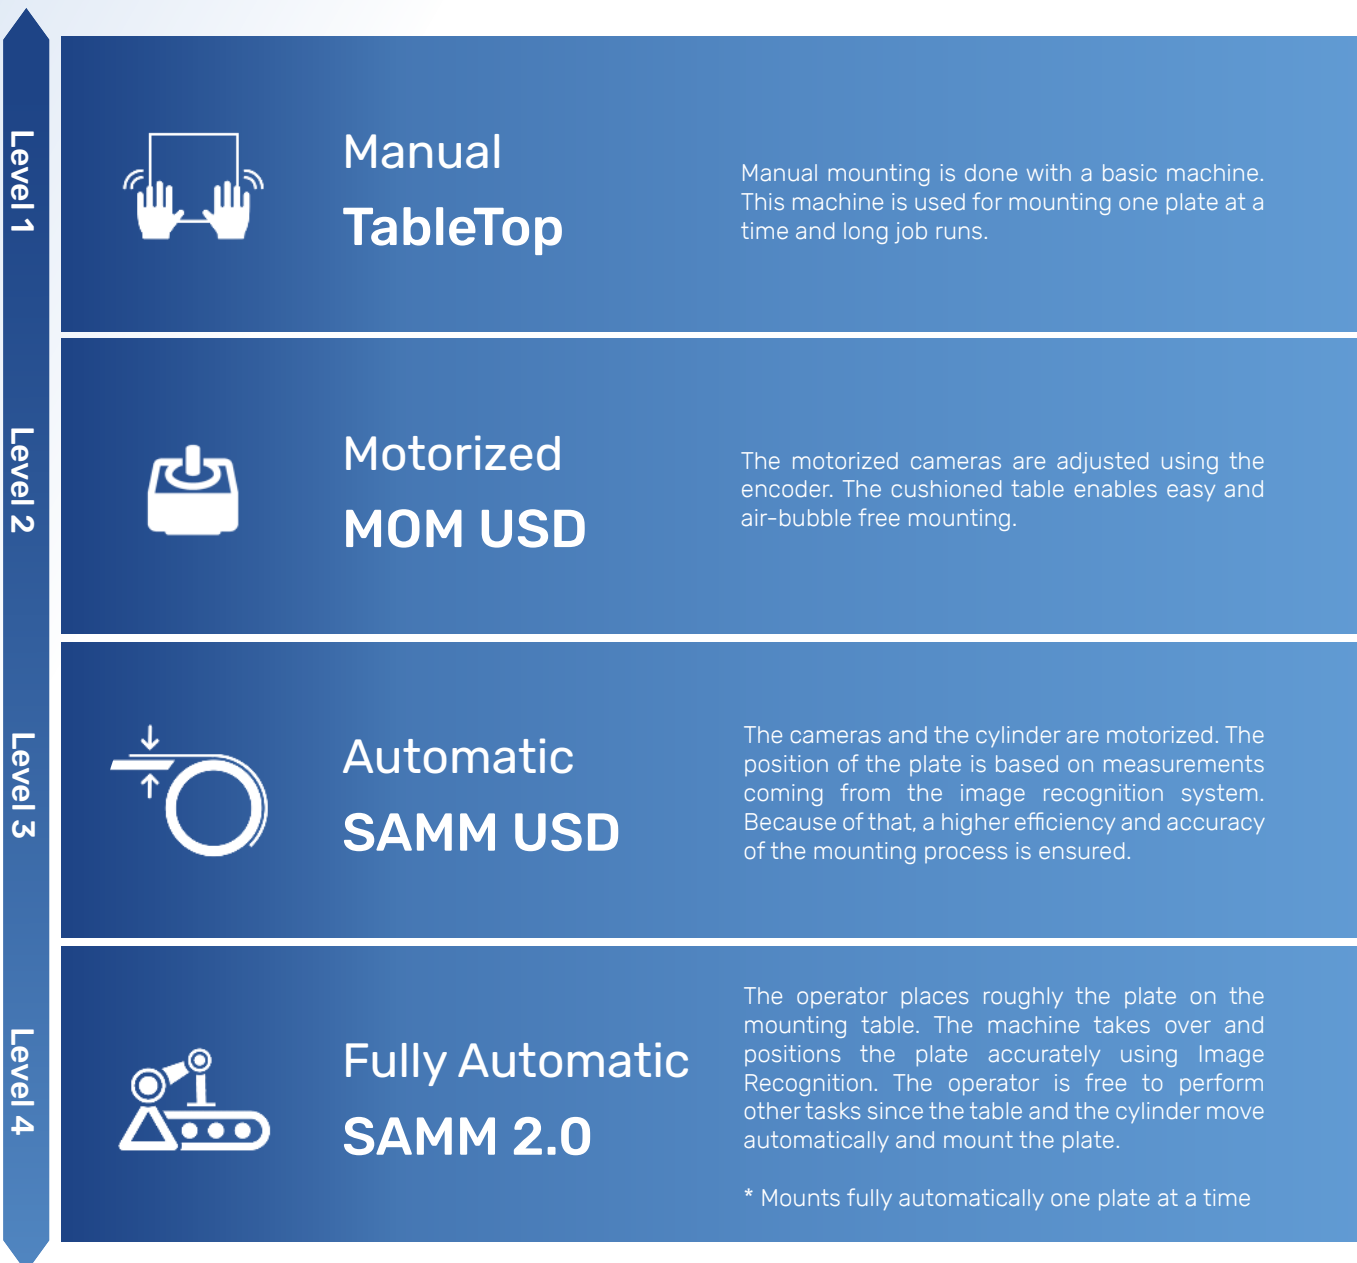 Level 1
Manual
TableTop
Manual mounting is done with a basic machine.
This machine is used for mounting one plate at a
time and long job runs.
Level 2
Motorized
MOM USD
The motorized cameras are adjusted using the
encoder. The cushioned table enables easy and
air-bubble free mounting.
Level 3
Automatic
SAMM USD
The cameras and the cylinder are motorized. The
position of the plate is based on measurements
coming from the image recognition system.
Because of that, a higher efficiency and accuracy
of the mounting process is ensured.
Level 4
Fully Automatic
SAMM 2.0
The operator places roughly the plate on the
mounting table. The machine takes over and
positions the plate accurately using Image
Recognition. The operator is free to perform
other tasks since the table and the cylinder move
automatically and mount the plate.
* Mounts fully automatically one plate at a time